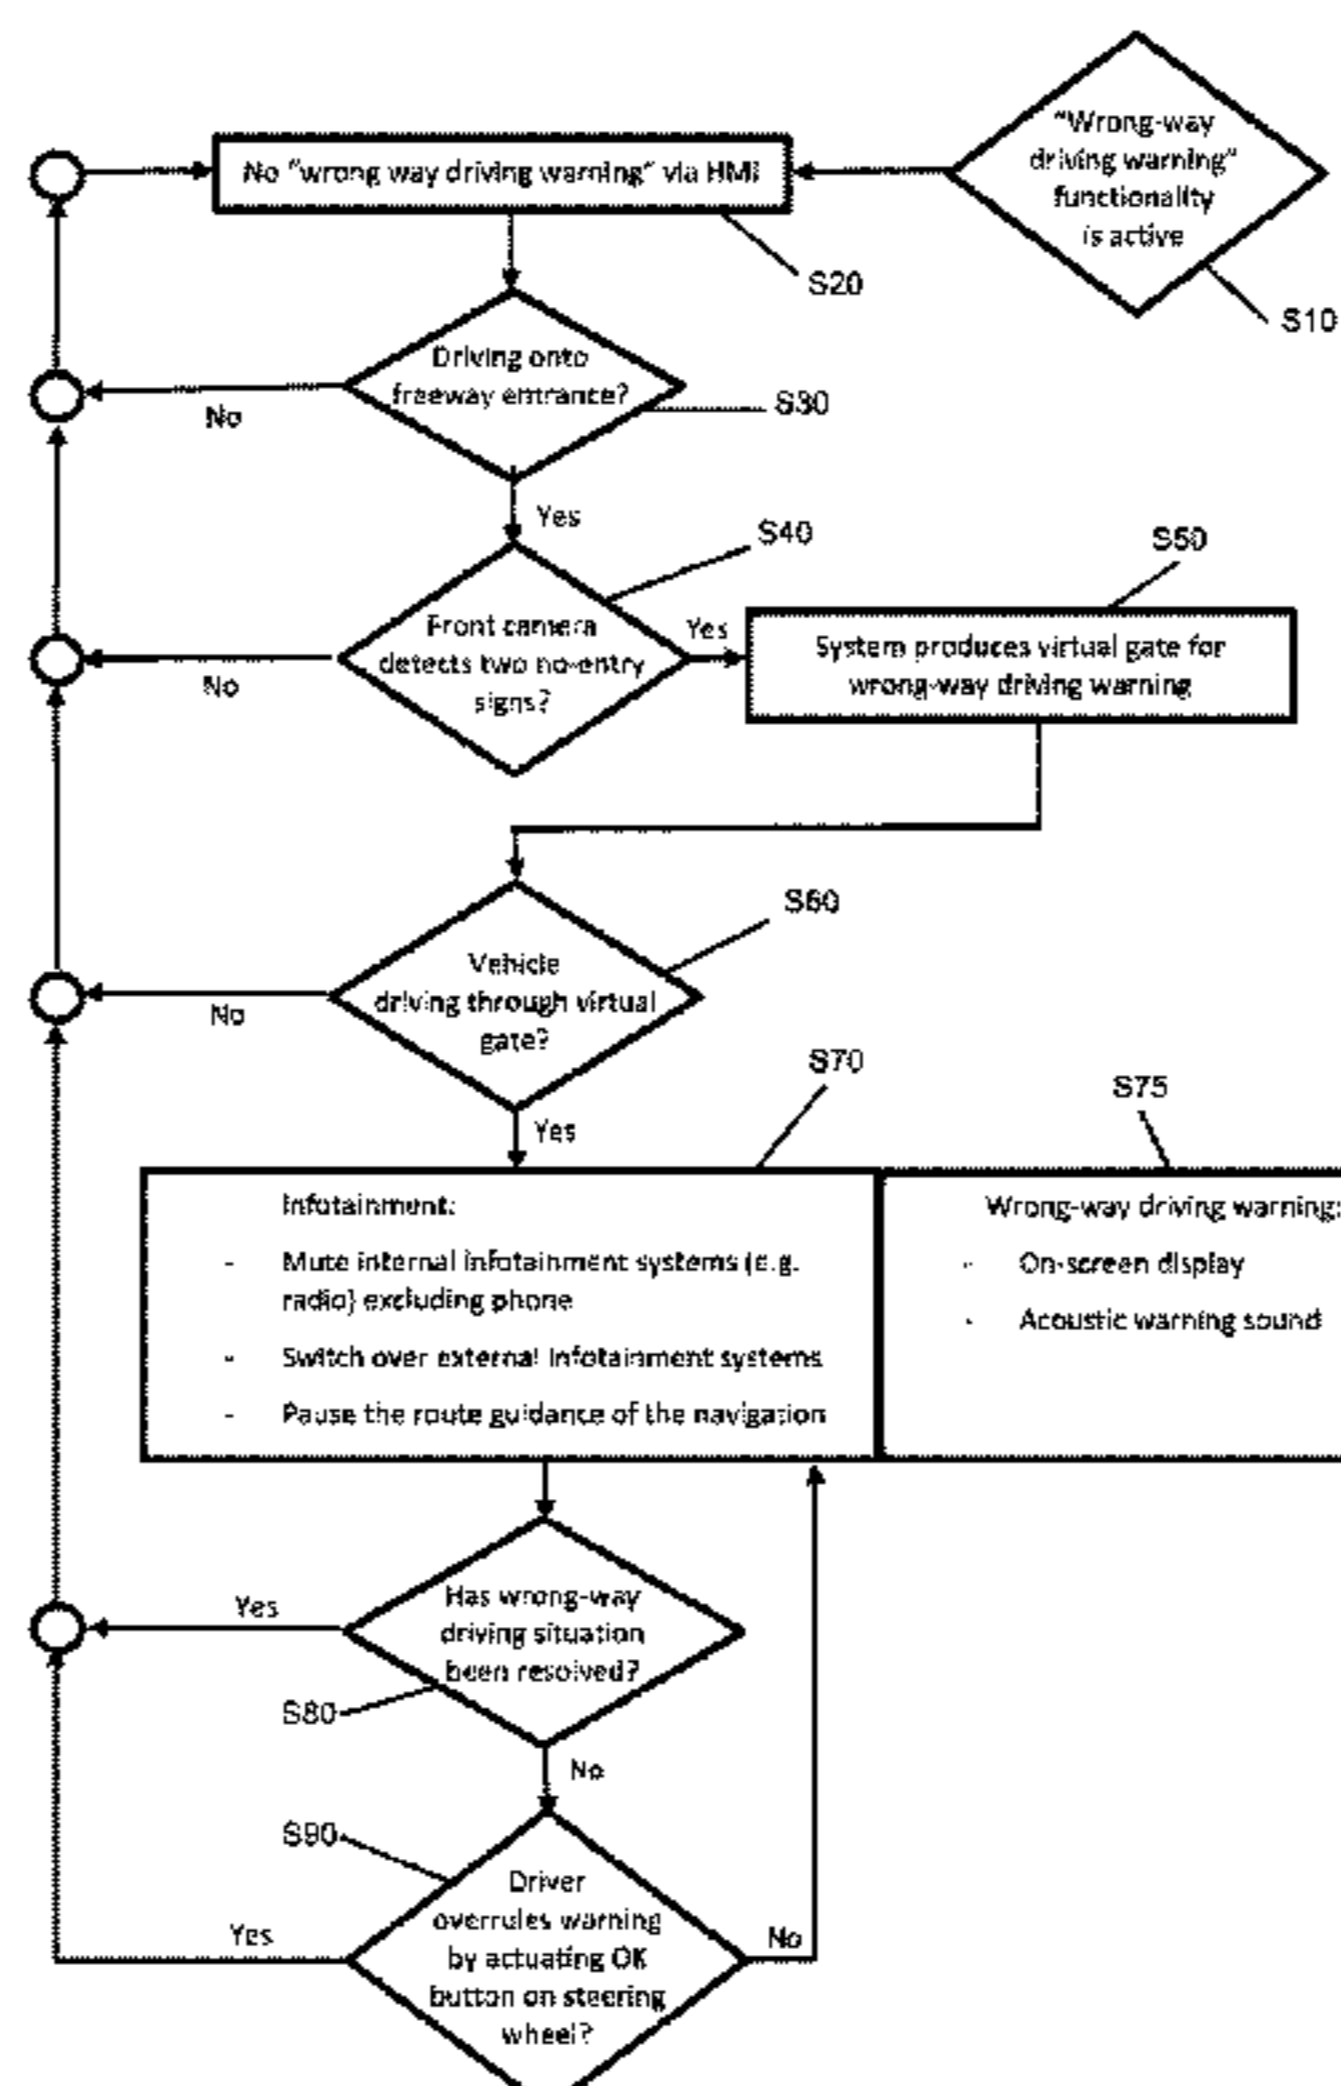 "Wrong-way
driving warning"
functionality
is active
S10
No "wrong way driving warning" via HMI
S20
Driving onto
freeway entrance?
S30
No
Yes
S40
Front camera
detects two no-entry
signs?
No
Yes
S50
System produces virtual gate for
wrong-way driving warning
S60
Vehicle
driving through virtual
gate?
No
Yes
S70
Infotainment:
- Mute internal infotainment systems (e.g.
radio) excluding phone
- Switch over external infotainment systems
- Pause the route guidance of the navigation
S75
Wrong-way driving warning:
- On-screen display
- Acoustic warning sound
Has wrong-way
driving situation
been resolved?
Yes
S80
No
S90
Driver
overrules warning
by actuating OK
button on steering
wheel?
Yes
No